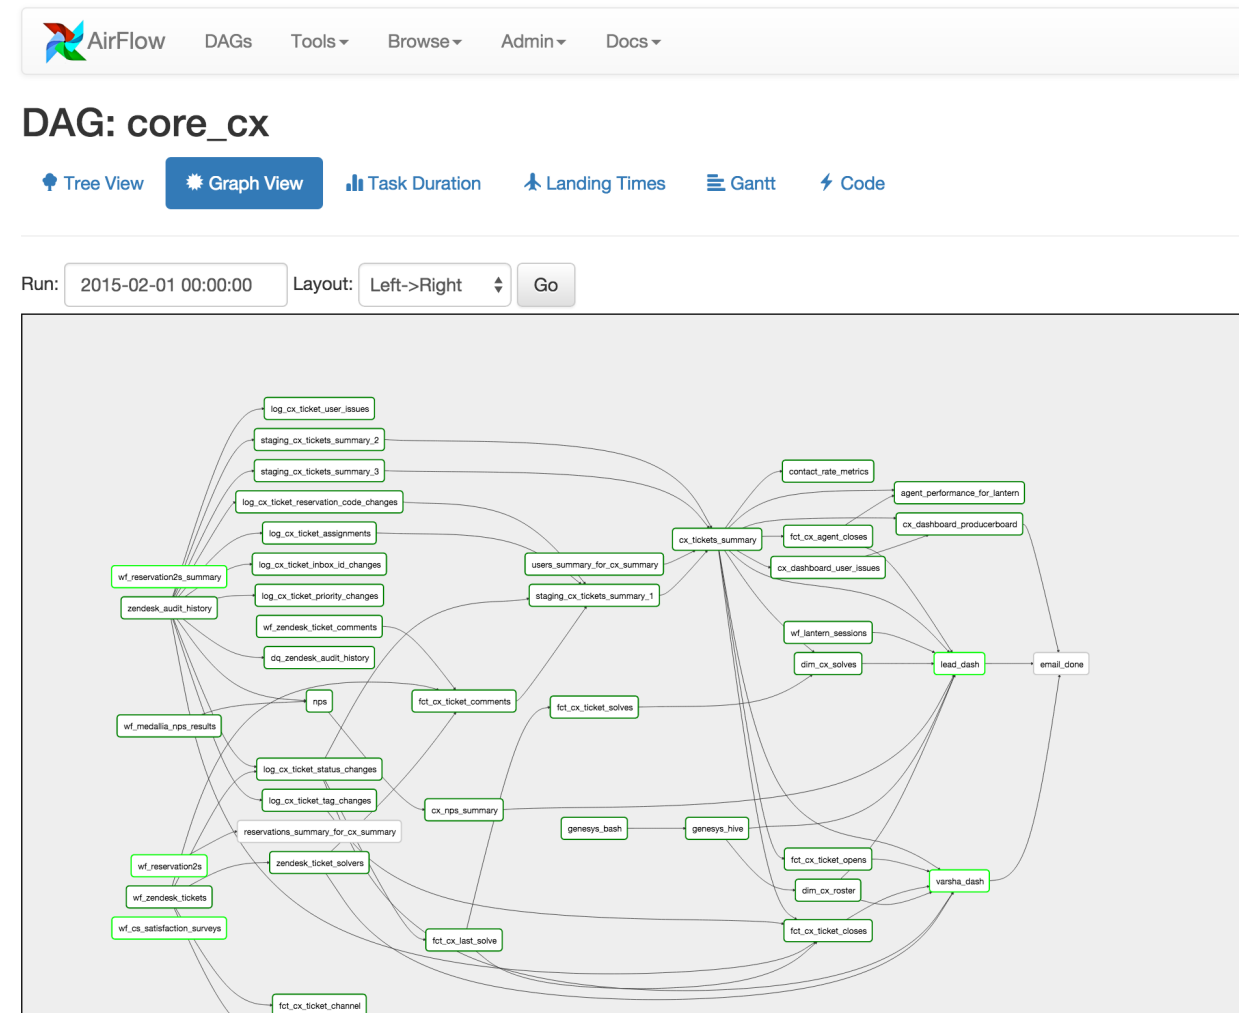 AirFlow DAGs Tools Browse Admin Docs
DAG: core_cx
Tree View Graph View Task Duration Landing Times Gantt Code
Run: 2015-02-01 00:00:00 Layout: Left->Right Go
log_cx_ticket_user_issues
staging_cx_tickets_summary_2
staging_cx_tickets_summary_3
contact_rate_metrics
agent_performance_for_lantern
log_cx_ticket_reservation_code_changes
cx_dashboard_producerboard
log_cx_ticket_assignments
cx_tickets_summary
fct_cx_agent_closes
log_cx_ticket_inbox_id_changes
users_summary_for_cx_summary
cx_dashboard_user_issues
wf_reservation2s_summary
log_cx_ticket_priority_changes
staging_cx_tickets_summary_1
zendesk_audit_history
wf_zendesk_ticket_comments
wf_lantern_sessions
dq_zendesk_audit_history
dim_cx_solves
lead_dash
email_done
nps
fct_cx_ticket_comments
fct_cx_ticket_solves
wf_medallia_nps_results
log_cx_ticket_status_changes
log_cx_ticket_tag_changes
cx_nps_summary
reservations_summary_for_cx_summary
genesys_bash
genesys_hive
wf_reservation2s
zendesk_ticket_solvers
fct_cx_ticket_opens
varsha_dash
wf_zendesk_tickets
dim_cx_roster
wf_cs_satisfaction_surveys
fct_cx_ticket_closes
fct_cx_last_solve
fct_cx_ticket_channel